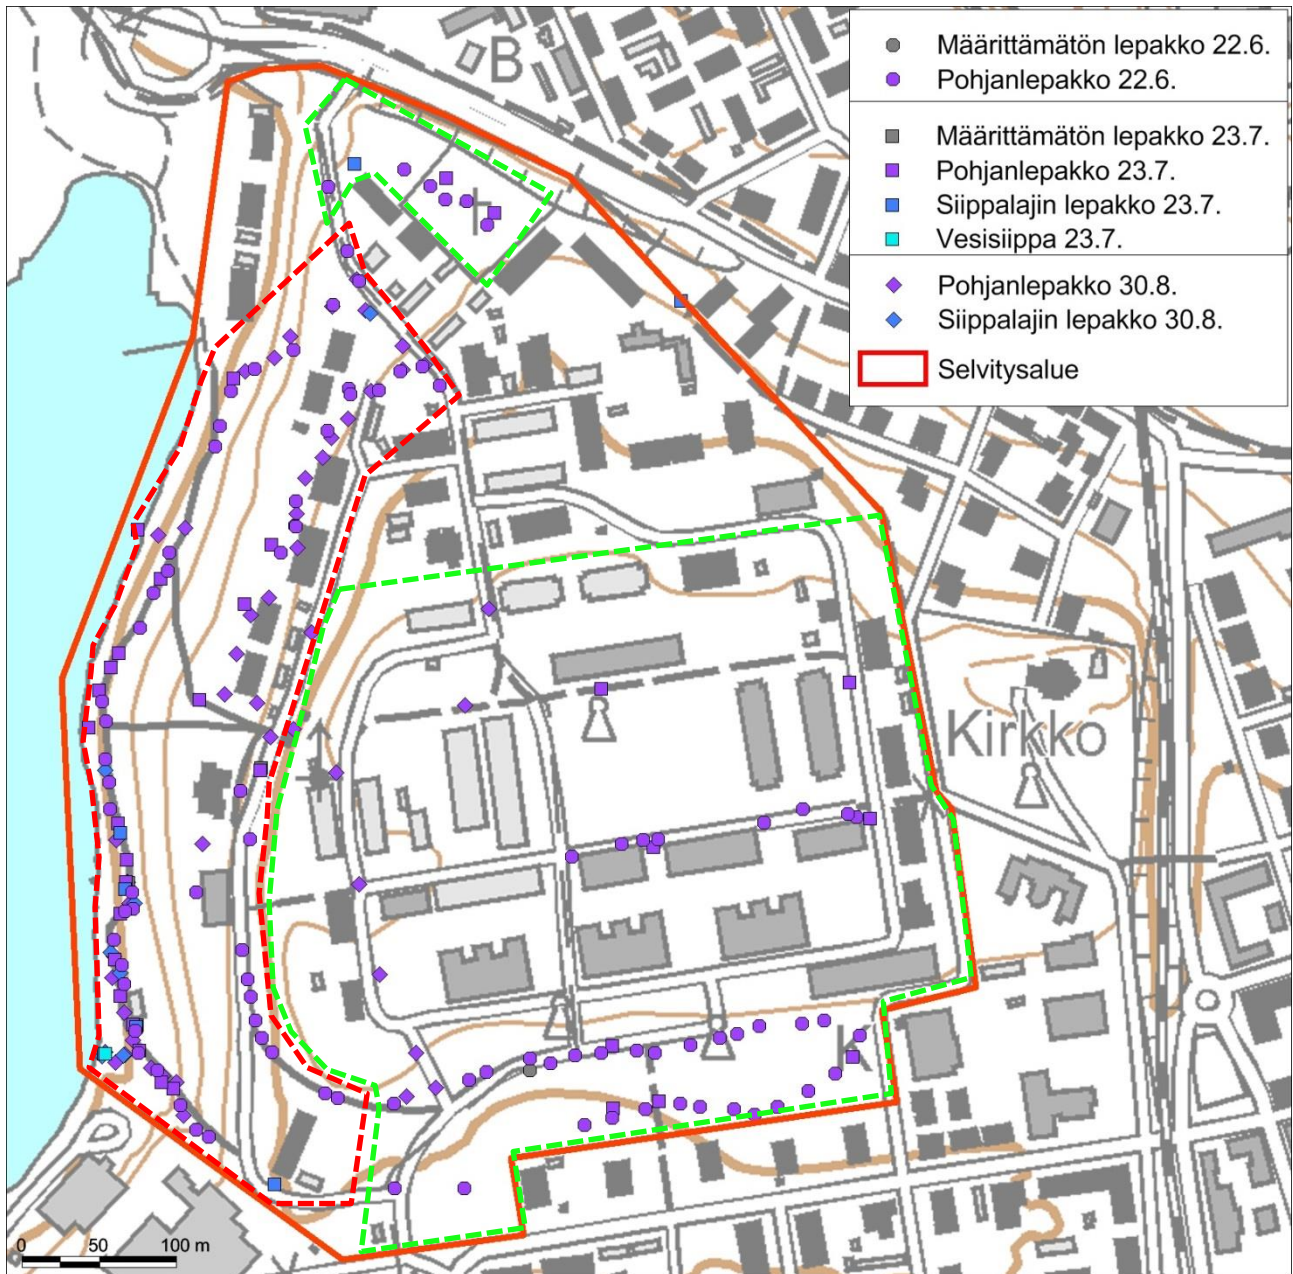 Määrittämätön lepakko 22.6.
Pohjanlepakko 22.6.
Määrittämätön lepakko 23.7.
Pohjanlepakko 23.7.
Siippalajin lepakko 23.7.
Vesisiippa 23.7.
Pohjanlepakko 30.8.
Siippalajin lepakko 30.8.
Selvitysalue
B
k
Kirkko
k
0 50 100 m